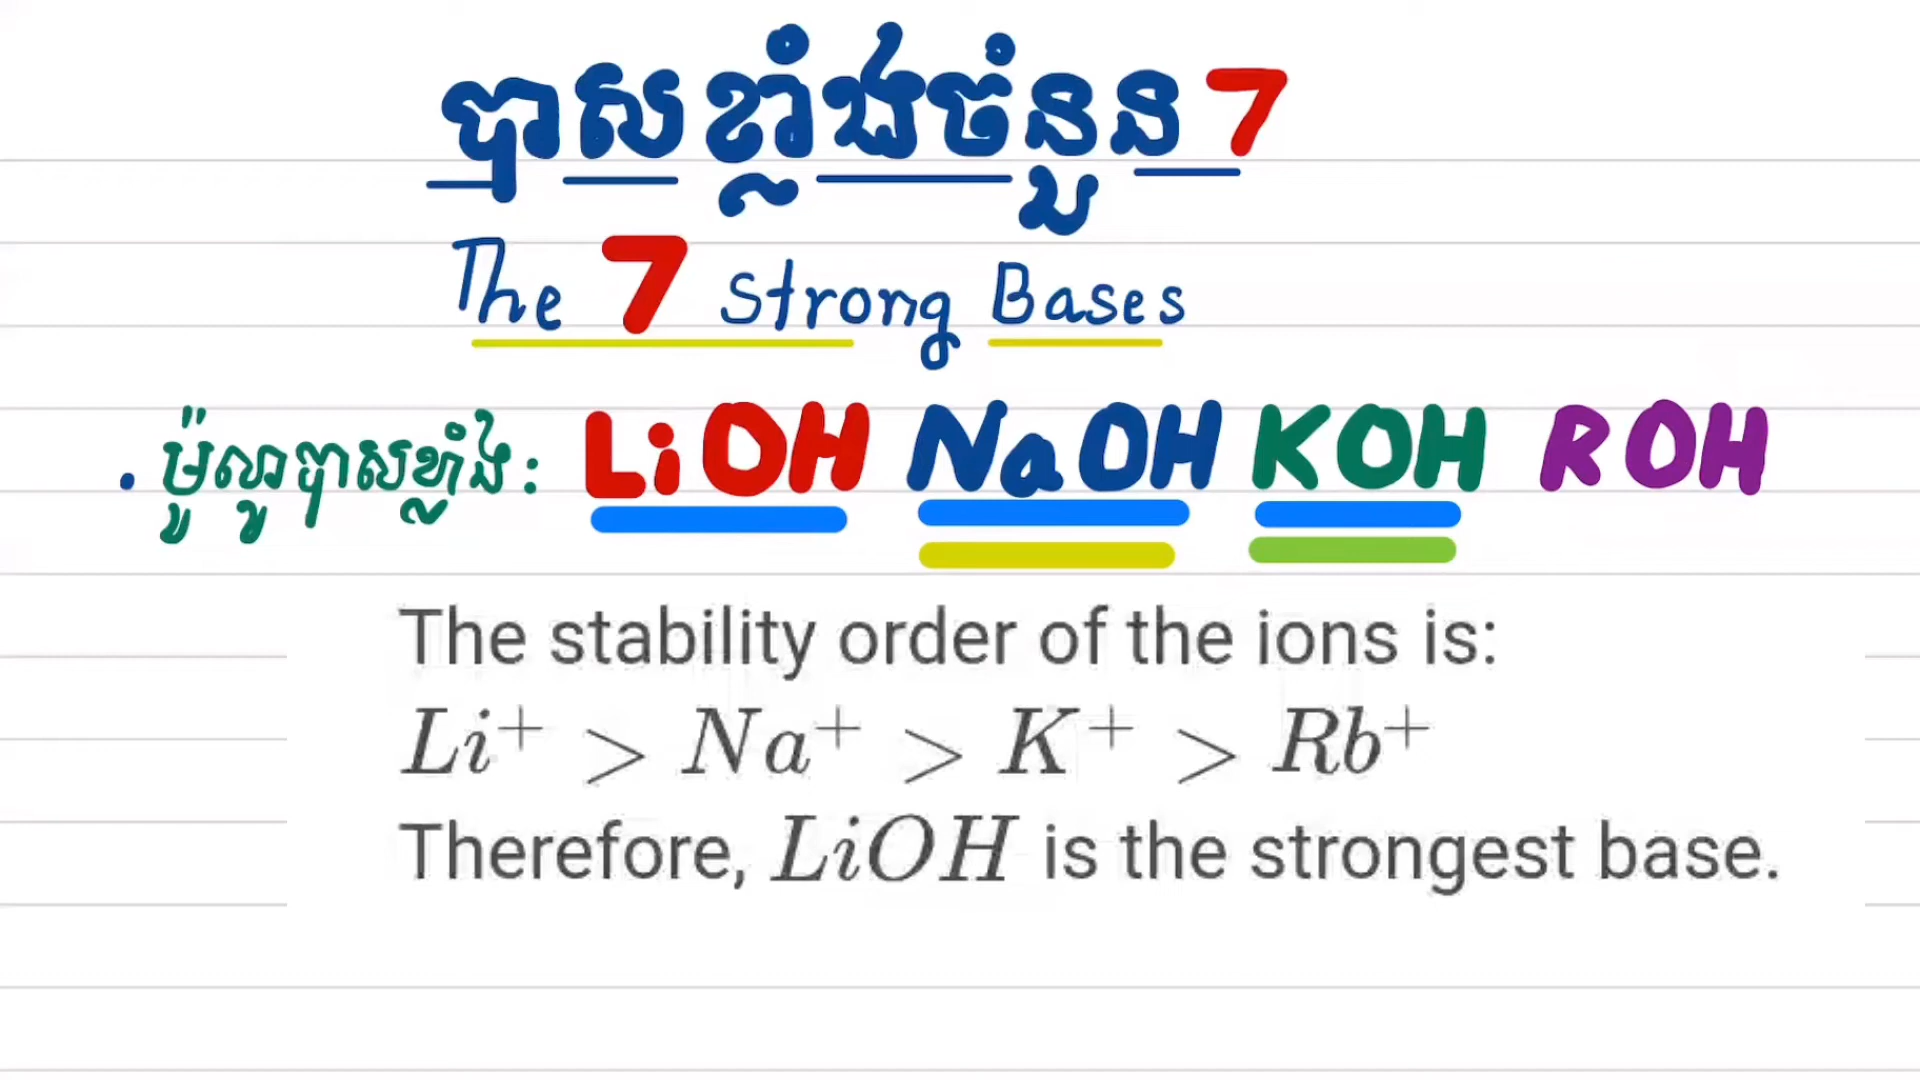 បាសខ្លាំងចំនួន 7
The 7 Strong Bases
. ម៉ូលូបាសខ្លាំង: LiOH NaOH KOH ROH
The stability order of the ions is:
Li⁺ > Na⁺ > K⁺ > Rb⁺
Therefore, LiOH is the strongest base.